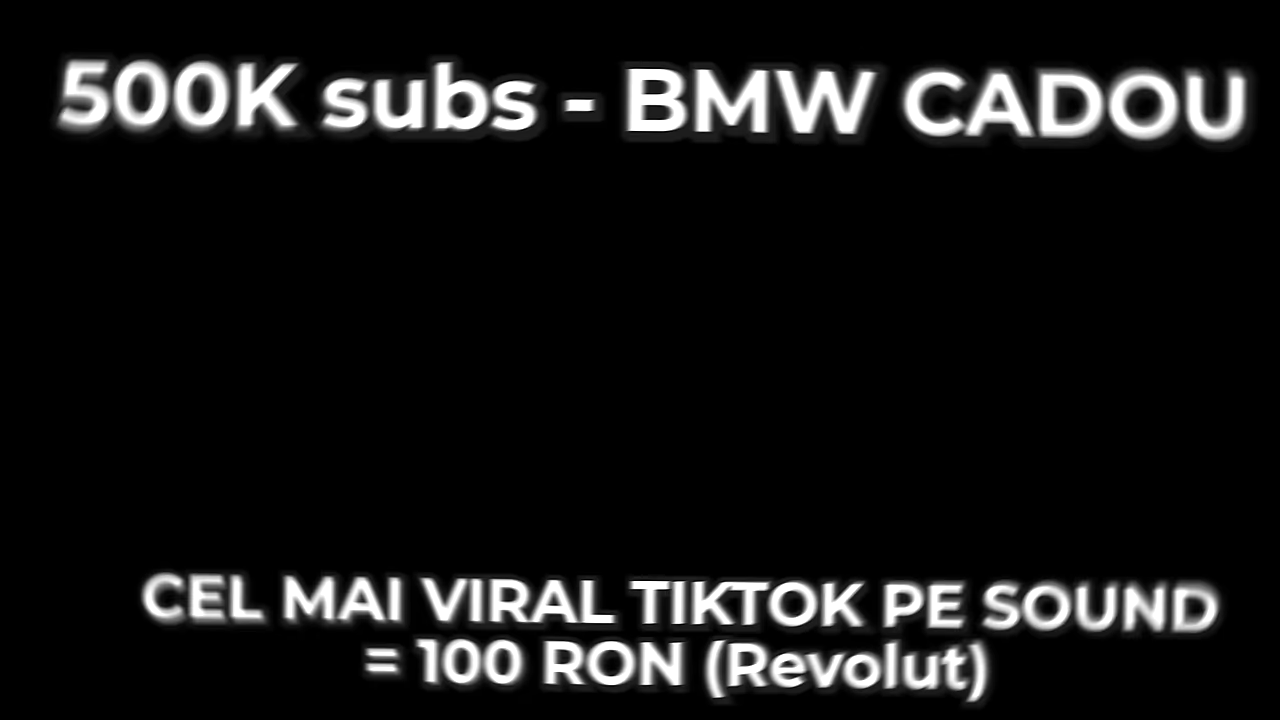 500K subs - BMW CADOU
CEL MAI VIRAL TIKTOK PE SOUND
= 100 RON (Revolut)